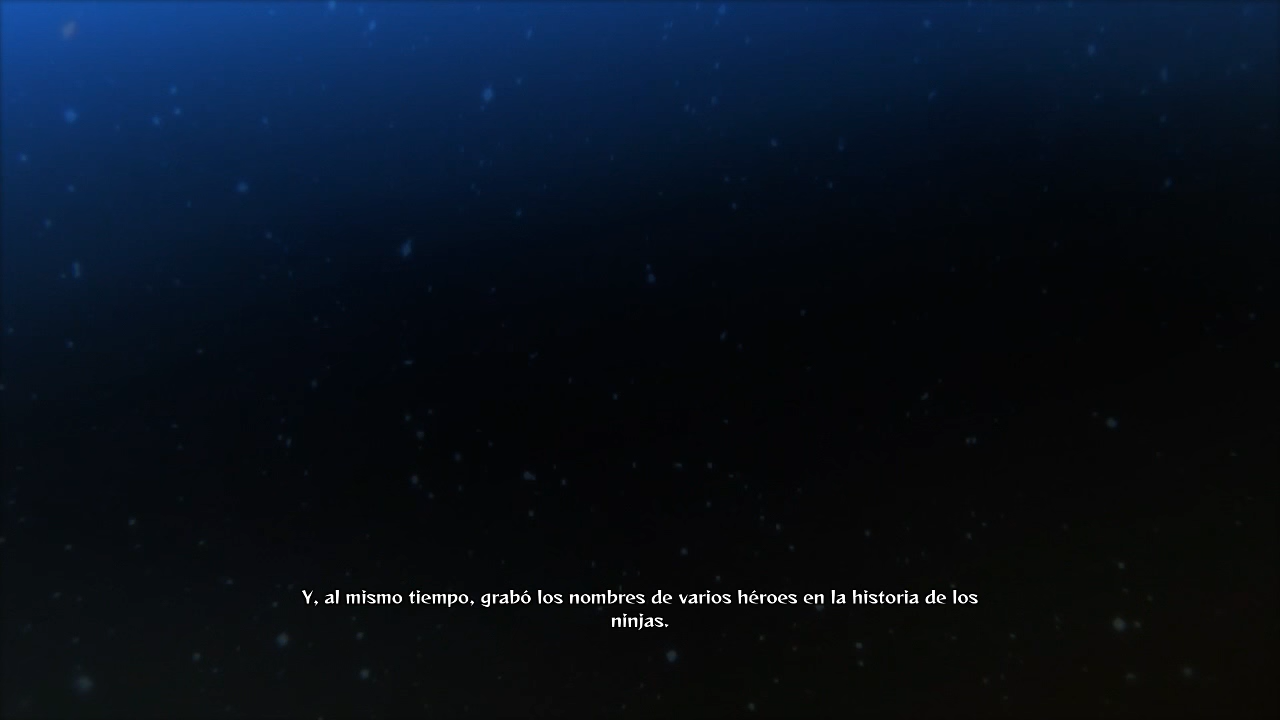 Y, al mismo tiempo, grabó los nombres de varios héroes en la historia de los
ninjas.